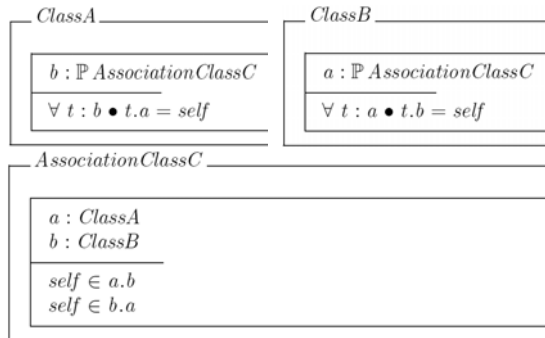 ClassA
b : ℙ AssociationClassC
∀ t : b • t.a = self
ClassB
a : ℙ AssociationClassC
∀ t : a • t.b = self
AssociationClassC
a : ClassA
b : ClassB
self ∈ a.b
self ∈ b.a